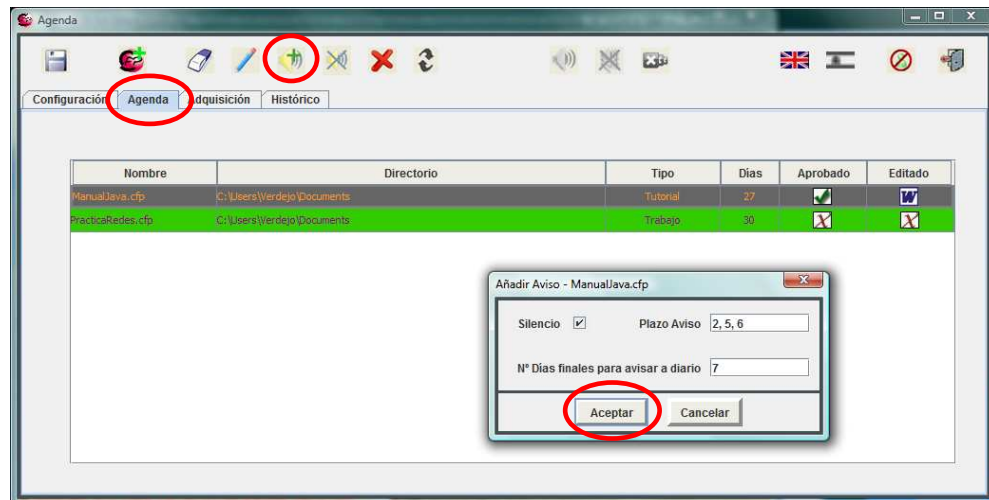 Agenda
Configuración Agenda Adquisición Histórico
Nombre Directorio Tipo Dias Aprobado Editado
ManualJava.cfp C:\Users\Verdejo\Documents Tutorial 27
PracticaRedes.cfp C:\Users\Verdejo\Documents Trabajo 30
Añadir Aviso - ManualJava.cfp
Silencio Plazo Aviso 2, 5, 6
Nº Dias finales para avisar a diario 7
Aceptar Cancelar